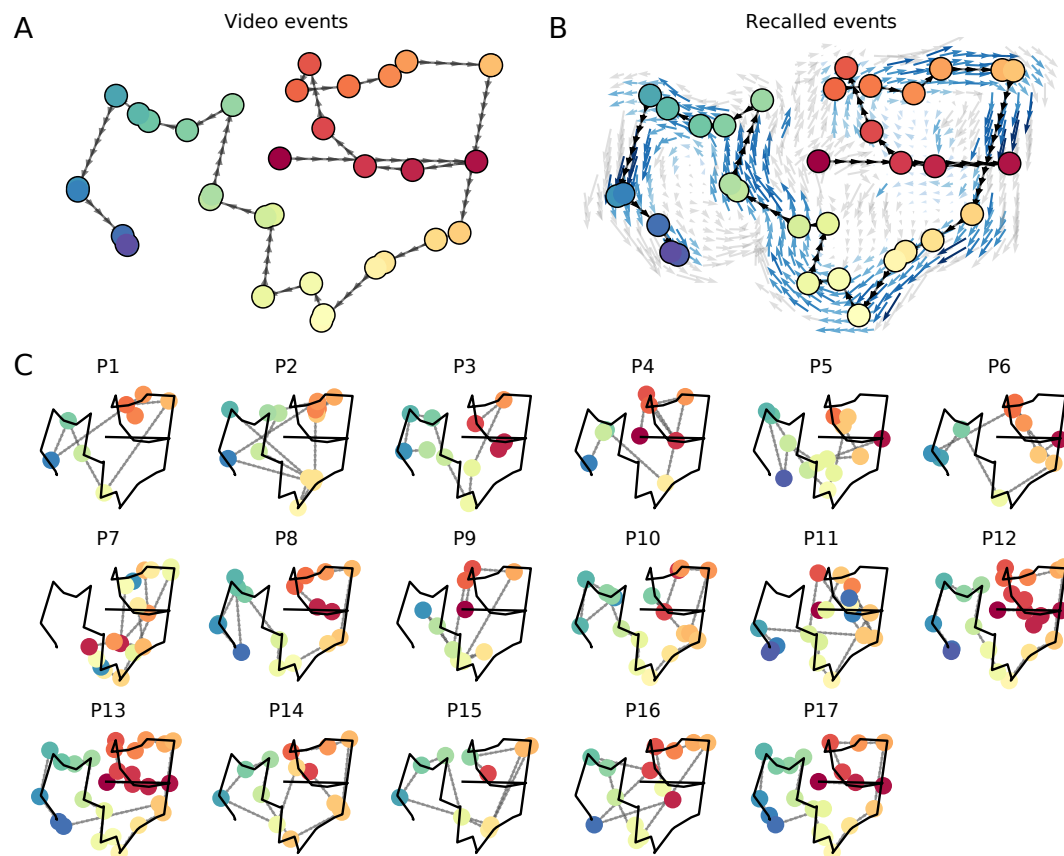 A Video events B Recalled events
C
P1 P2 P3 P4 P5 P6
P7 P8 P9 P10 P11 P12
P13 P14 P15 P16 P17